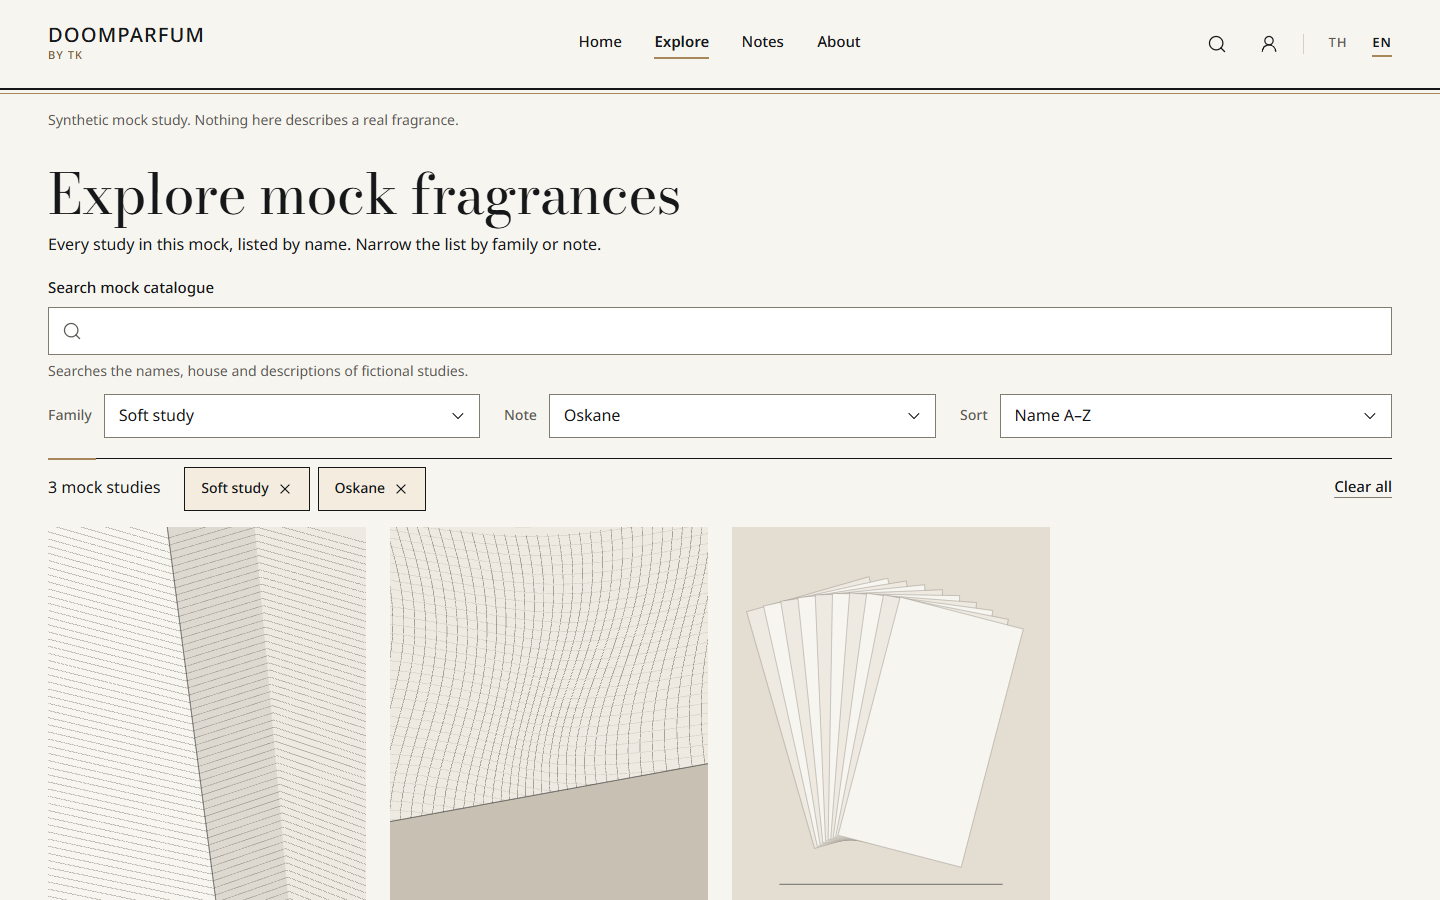 DOOMPARFUM
BY TK
Home
Explore
Notes
About
TH
EN
Synthetic mock study. Nothing here describes a real fragrance.
Explore mock fragrances
Every study in this mock, listed by name. Narrow the list by family or note.
Search mock catalogue
Searches the names, house and descriptions of fictional studies.
Family
Soft study
Note
Oskane
Sort
Name A–Z
3 mock studies
Soft study
Oskane
Clear all